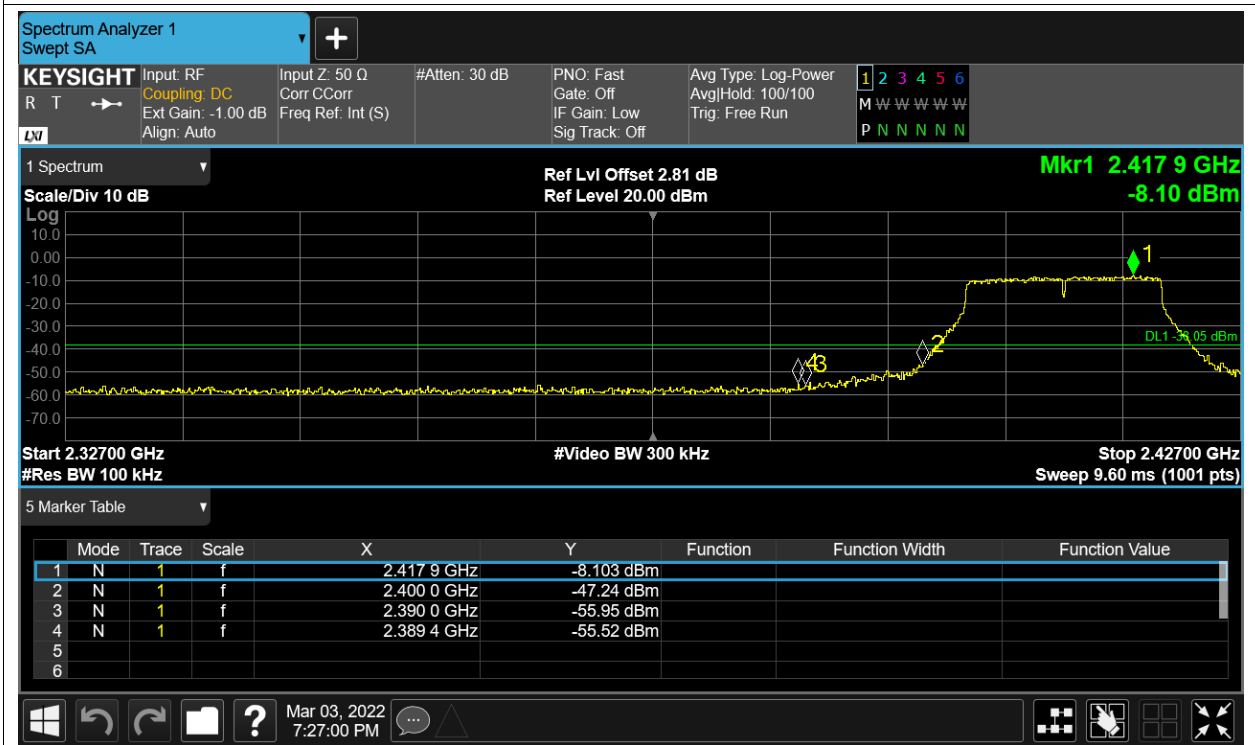 Spectrum Analyzer 1
Swept SA
KEYSIGHT Input: RF Input Z: 50 Ω #Atten: 30 dB PNO: Fast Avg Type: Log-Power 1 2 3 4 5 6
R T Coupling: DC Corr CCorr Gate: Off Avg|Hold: 100/100 M W W W W W
Ext Gain: -1.00 dB Freq Ref: Int (S) IF Gain: Low Trig: Free Run
LXI Align: Auto Sig Track: Off P N N N N N
1 Spectrum Ref Lvl Offset 2.81 dB Mkr1 2.417 9 GHz
Scale/Div 10 dB Ref Level 20.00 dBm -8.10 dBm
Log
10.0
0.00 1
-10.0
-20.0
-30.0
DL1 -38.05 dBm
-40.0 2
-50.0 4 3
-60.0
-70.0
Start 2.32700 GHz #Video BW 300 kHz Stop 2.42700 GHz
#Res BW 100 kHz Sweep 9.60 ms (1001 pts)
5 Marker Table
Mode Trace Scale X Y Function Function Width Function Value
1 N 1 f 2.417 9 GHz -8.103 dBm
2 N 1 f 2.400 0 GHz -47.24 dBm
3 N 1 f 2.390 0 GHz -55.95 dBm
4 N 1 f 2.389 4 GHz -55.52 dBm
5
6
? Mar 03, 2022
7:27:00 PM